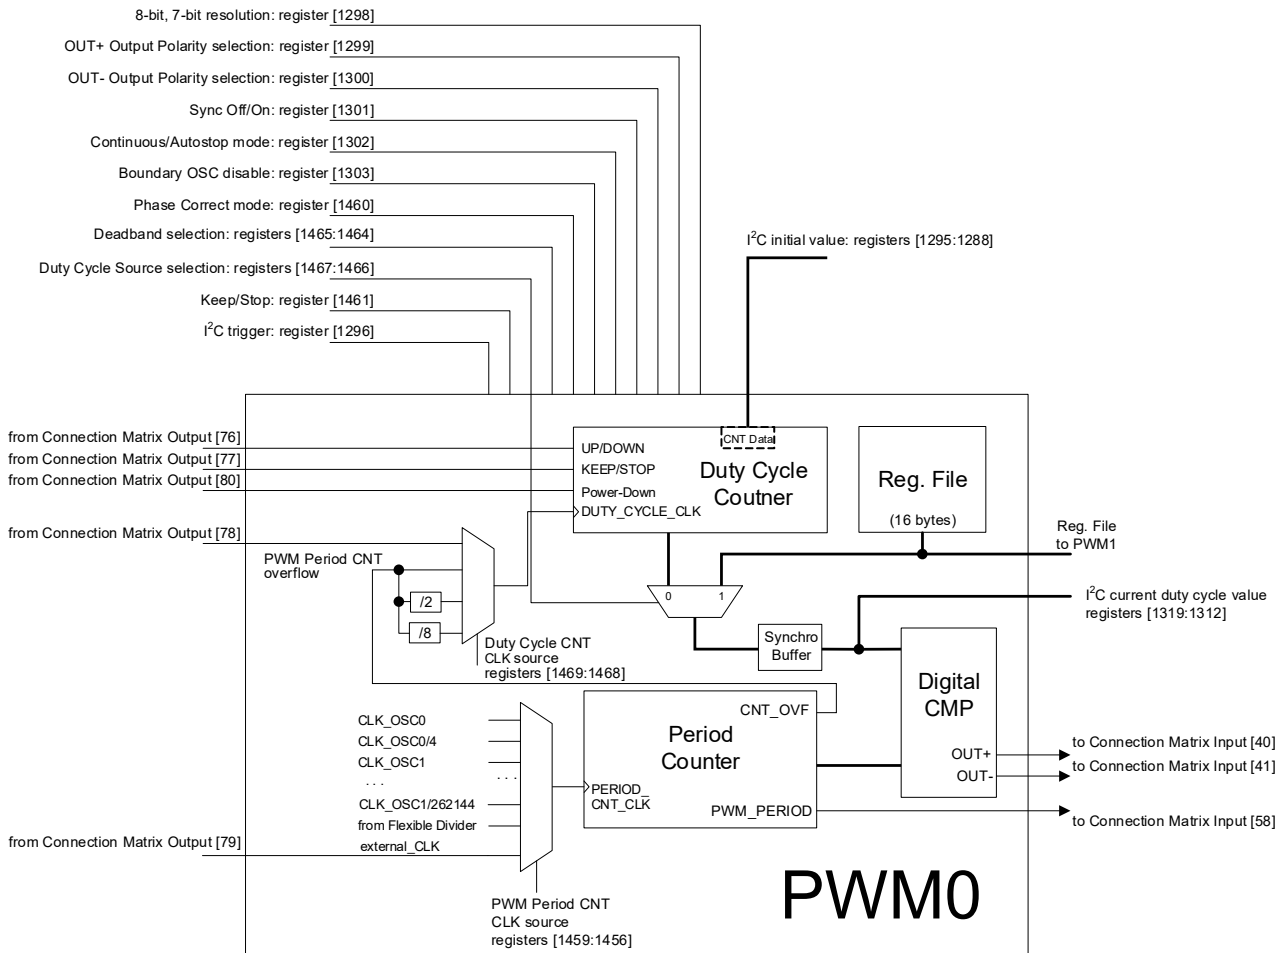 8-bit, 7-bit resolution: register [1298]
OUT+ Output Polarity selection: register [1299]
OUT- Output Polarity selection: register [1300]
Sync Off/On: register [1301]
Continuous/Autostop mode: register [1302]
Boundary OSC disable: register [1303]
Phase Correct mode: register [1460]
Deadband selection: registers [1465:1464]
Duty Cycle Source selection: registers [1467:1466]
Keep/Stop: register [1461]
I²C trigger: register [1296]
I²C initial value: registers [1295:1288]
from Connection Matrix Output [76]
from Connection Matrix Output [77]
from Connection Matrix Output [80]
from Connection Matrix Output [78]
UP/DOWN
KEEP/STOP
Power-Down
DUTY_CYCLE_CLK
CNT Data
Duty Cycle
Coutner
Reg. File
(16 bytes)
Reg. File
to PWM1
PWM Period CNT
overflow
/2
/8
Duty Cycle CNT
CLK source
registers [1469:1468]
0
1
Synchro
Buffer
I²C current duty cycle value
registers [1319:1312]
Digital
CMP
OUT+
OUT-
to Connection Matrix Input [40]
to Connection Matrix Input [41]
to Connection Matrix Input [58]
CNT_OVF
Period
Counter
PERIOD_
CNT_CLK
PWM_PERIOD
CLK_OSC0
CLK_OSC0/4
CLK_OSC1
. . .
. . .
CLK_OSC1/262144
from Flexible Divider
external_CLK
from Connection Matrix Output [79]
PWM Period CNT
CLK source
registers [1459:1456]
PWM0